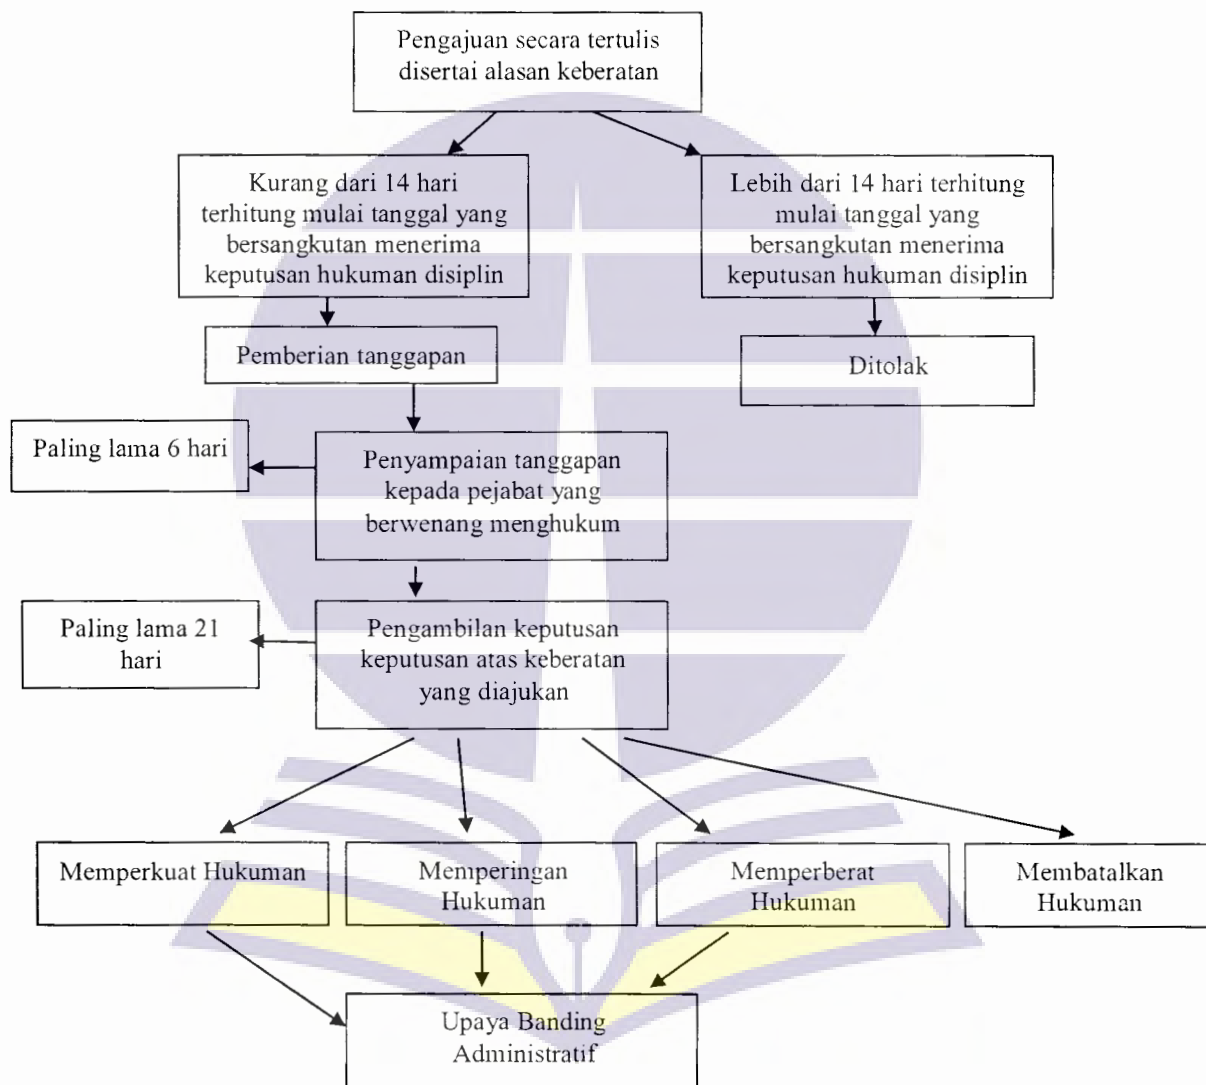 Pengajuan secara tertulis
disertai alasan keberatan
Kurang dari 14 hari
terhitung mulai tanggal yang
bersangkutan menerima
keputusan hukuman disiplin
Lebih dari 14 hari terhitung
mulai tanggal yang
bersangkutan menerima
keputusan hukuman disiplin
Pemberian tanggapan
Ditolak
Paling lama 6 hari
Penyampaian tanggapan
kepada pejabat yang
berwenang menghukum
Paling lama 21
hari
Pengambilan keputusan
keputusan atas keberatan
yang diajukan
Memperkuat Hukuman
Memperingan
Hukuman
Memperberat
Hukuman
Membatalkan
Hukuman
Upaya Banding
Administratif